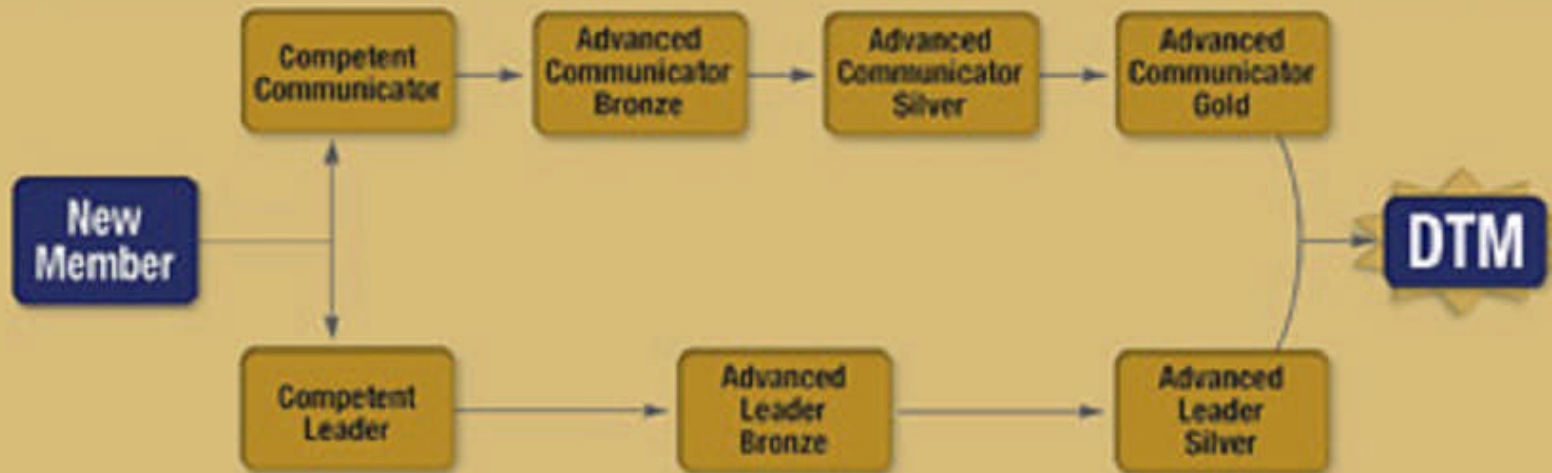 Competent
Communicator
Advanced
Communicator
Bronze
Advanced
Communicator
Silver
Advanced
Communicator
Gold
New
Member
DTM
Competent
Leader
Advanced
Leader
Bronze
Advanced
Leader
Silver